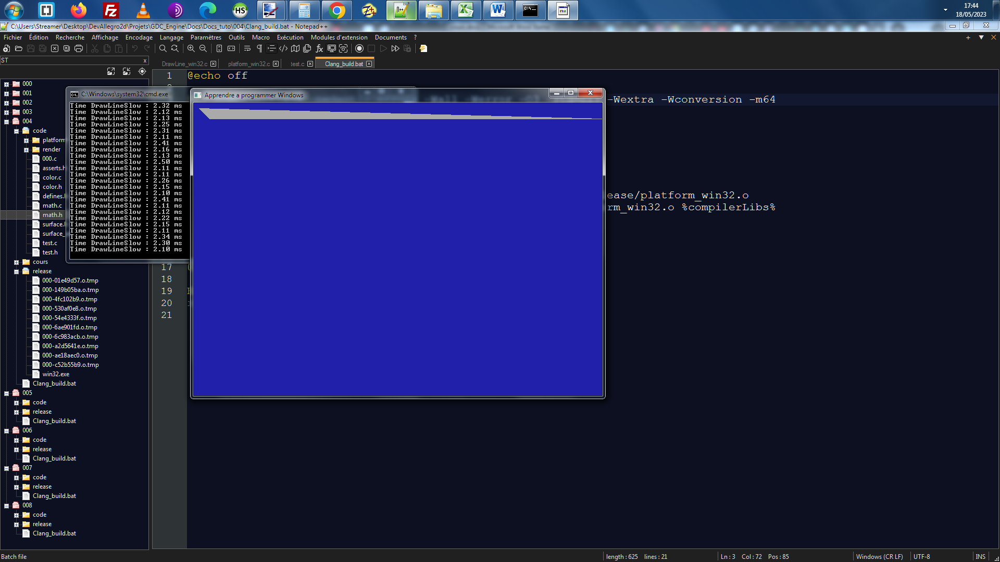 17:44
18/05/2023
C:\Users\Streamer\Desktop\DevAllegro2d\Projets\GDC_Engine\Docs\Docs_tuto\004\Clang_build.bat - Notepad++
Fichier Édition Recherche Affichage Encodage Langage Paramètres Outils Macro Exécution Modules d'extension Documents ?
ST
DrawLine_win32.c platform_win32.c test.c Clang_build.bat
1 @echo off
-Wextra -Wconversion -m64
ease/platform_win32.o
rm_win32.o %compilerLibs%
17
18
19
20
21
000
001
002
003
004
code
platform
render
000.c
asserts.h
color.c
color.h
defines.
math.c
math.h
surface.
surface_
test.c
test.h
cours
release
000-01e49d57.o.tmp
000-149b05ba.o.tmp
000-4fc102b9.o.tmp
000-530af0e8.o.tmp
000-54e4333f.o.tmp
000-6ae901fd.o.tmp
000-6c983acb.o.tmp
000-a2d5641e.o.tmp
000-ae18aec0.o.tmp
000-c52b55b9.o.tmp
win32.exe
Clang_build.bat
005
code
release
Clang_build.bat
006
code
release
Clang_build.bat
007
code
release
Clang_build.bat
008
code
release
Clang_build.bat
C:\Windows\system32\cmd.exe
Time DrawLineSlow : 2.32 ms
Time DrawLineSlow : 2.12 ms
Time DrawLineSlow : 2.13 ms
Time DrawLineSlow : 2.25 ms
Time DrawLineSlow : 2.31 ms
Time DrawLineSlow : 2.11 ms
Time DrawLineSlow : 2.41 ms
Time DrawLineSlow : 2.16 ms
Time DrawLineSlow : 2.13 ms
Time DrawLineSlow : 2.50 ms
Time DrawLineSlow : 2.11 ms
Time DrawLineSlow : 2.11 ms
Time DrawLineSlow : 2.26 ms
Time DrawLineSlow : 2.15 ms
Time DrawLineSlow : 2.10 ms
Time DrawLineSlow : 2.41 ms
Time DrawLineSlow : 2.11 ms
Time DrawLineSlow : 2.12 ms
Time DrawLineSlow : 2.22 ms
Time DrawLineSlow : 2.15 ms
Time DrawLineSlow : 2.11 ms
Time DrawLineSlow : 2.34 ms
Time DrawLineSlow : 2.30 ms
Time DrawLineSlow : 2.10 ms
Apprendre a programmer Windows
Batch file
length : 625 lines : 21
Ln : 3 Col : 72 Pos : 85
Windows (CR LF)
UTF-8
INS